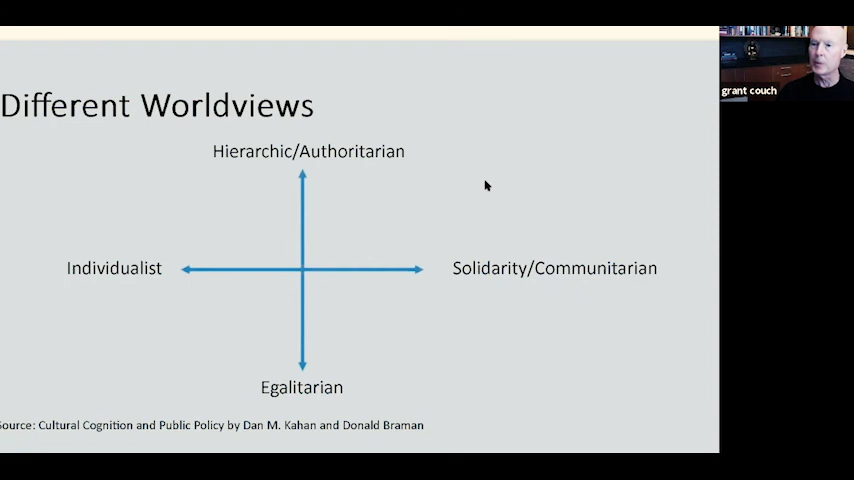 grant couch
Different Worldviews
Hierarchic/Authoritarian
Individualist
Solidarity/Communitarian
Egalitarian
Source: Cultural Cognition and Public Policy by Dan M. Kahan and Donald Braman